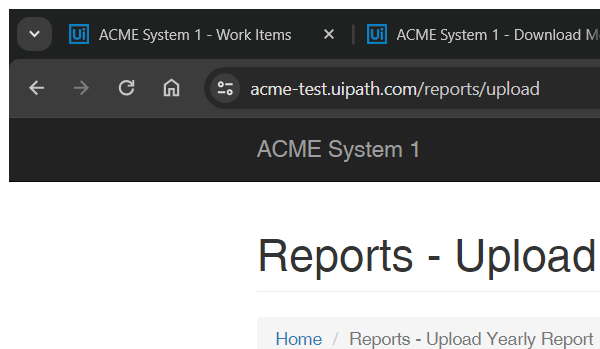 Ui ACME System 1 - Work Items Ui ACME System 1 - Download
acme-test.uipath.com/reports/upload
ACME System 1
Reports - Upload
Home / Reports - Upload Yearly Report